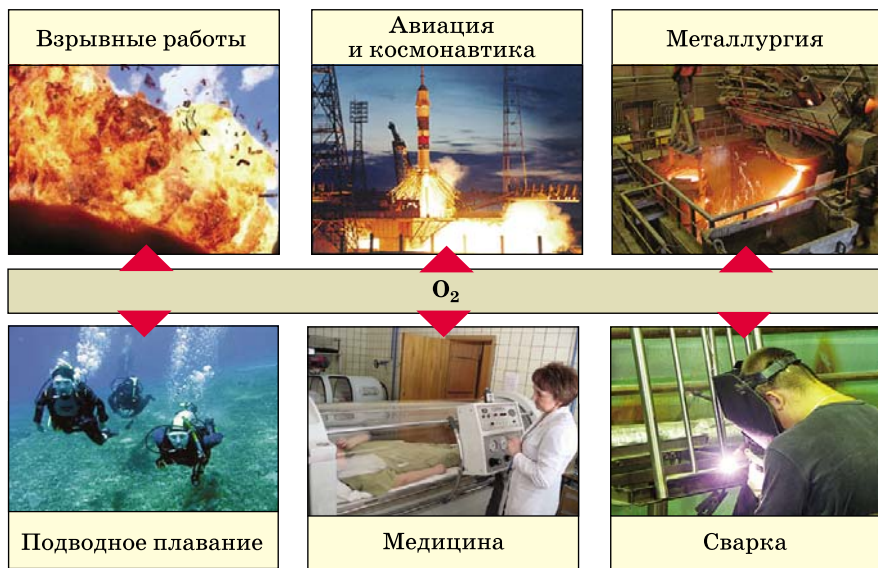 Взрывные работы
Авиация
и космонавтика
Металлургия
O₂
Подводное плавание
Медицина
Сварка